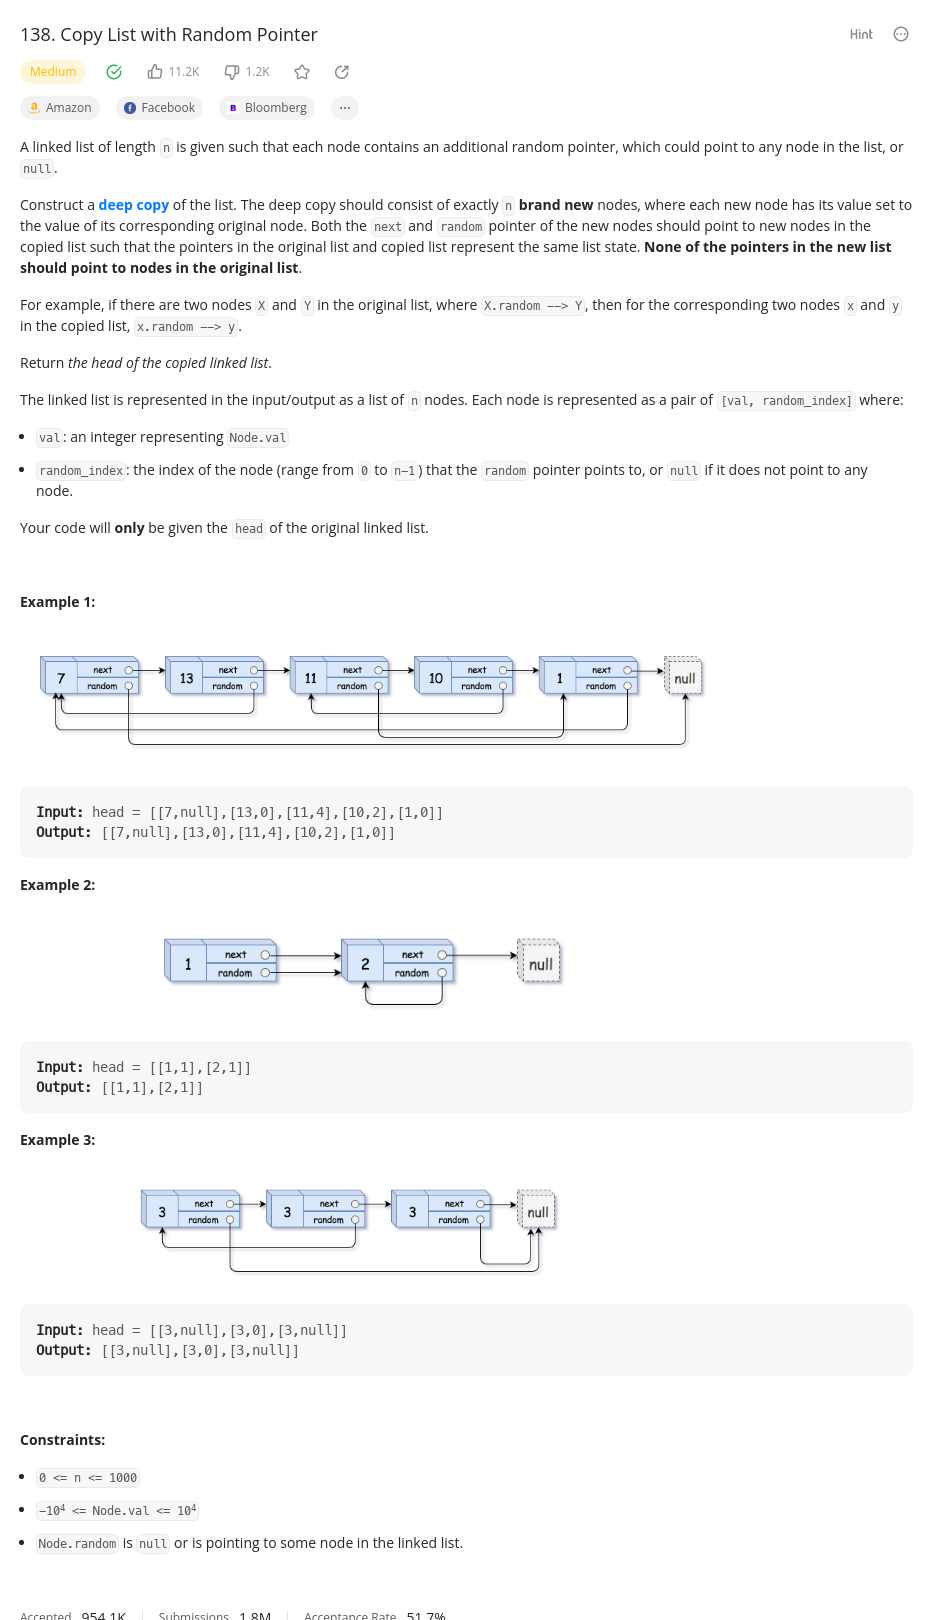 138. Copy List with Random Pointer
Hint
Medium
11.2K
1.2K
Amazon
Facebook
Bloomberg
...
A linked list of length n is given such that each node contains an additional random pointer, which could point to any node in the list, or
null.
Construct a deep copy of the list. The deep copy should consist of exactly n brand new nodes, where each new node has its value set to
the value of its corresponding original node. Both the next and random pointer of the new nodes should point to new nodes in the
copied list such that the pointers in the original list and copied list represent the same list state. None of the pointers in the new list
should point to nodes in the original list.
For example, if there are two nodes X and Y in the original list, where X.random --> Y, then for the corresponding two nodes x and y
in the copied list, x.random --> y.
Return the head of the copied linked list.
The linked list is represented in the input/output as a list of n nodes. Each node is represented as a pair of [val, random_index] where:
• val: an integer representing Node.val
• random_index: the index of the node (range from 0 to n-1) that the random pointer points to, or null if it does not point to any
node.
Your code will only be given the head of the original linked list.
Example 1:
7 next random 13 next random 11 next random 10 next random 1 next random null
Input: head = [[7,null],[13,0],[11,4],[10,2],[1,0]]
Output: [[7,null],[13,0],[11,4],[10,2],[1,0]]
Example 2:
1 next random 2 next random null
Input: head = [[1,1],[2,1]]
Output: [[1,1],[2,1]]
Example 3:
3 next random 3 next random 3 next random null
Input: head = [[3,null],[3,0],[3,null]]
Output: [[3,null],[3,0],[3,null]]
Constraints:
• 0 <= n <= 1000
• -10⁴ <= Node.val <= 10⁴
• Node.random is null or is pointing to some node in the linked list.
Accepted 954.1K Submissions 1.8M Acceptance Rate 51.7%